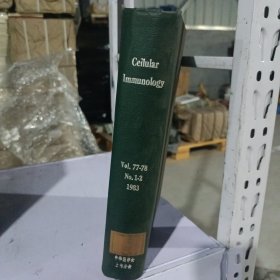 Cellular
Immunology
Vol. 77-78
No. 1-2
1983